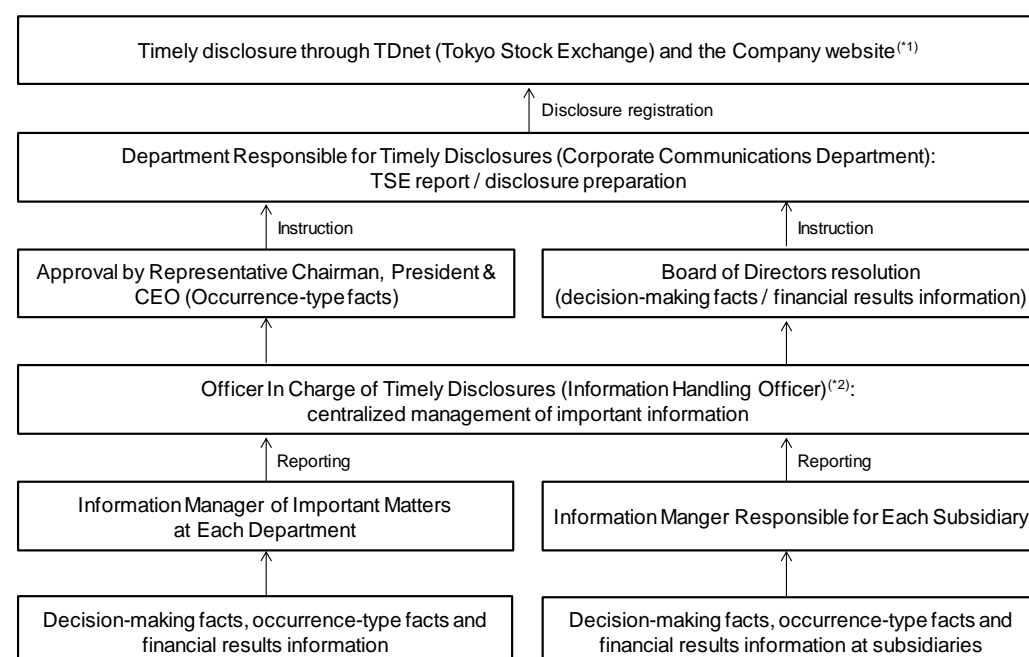 Timely disclosure through TDnet (Tokyo Stock Exchange) and the Company website(*1)
Disclosure registration
Department Responsible for Timely Disclosures (Corporate Communications Department):
TSE report / disclosure preparation
Instruction
Instruction
Approval by Representative Chairman, President &
CEO (Occurrence-type facts)
Board of Directors resolution
(decision-making facts / financial results information)
Officer In Charge of Timely Disclosures (Information Handling Officer)(*2):
centralized management of important information
Reporting
Reporting
Information Manager of Important Matters
at Each Department
Information Manger Responsible for Each Subsidiary
Decision-making facts, occurrence-type facts and
financial results information
Decision-making facts, occurrence-type facts and
financial results information at subsidiaries